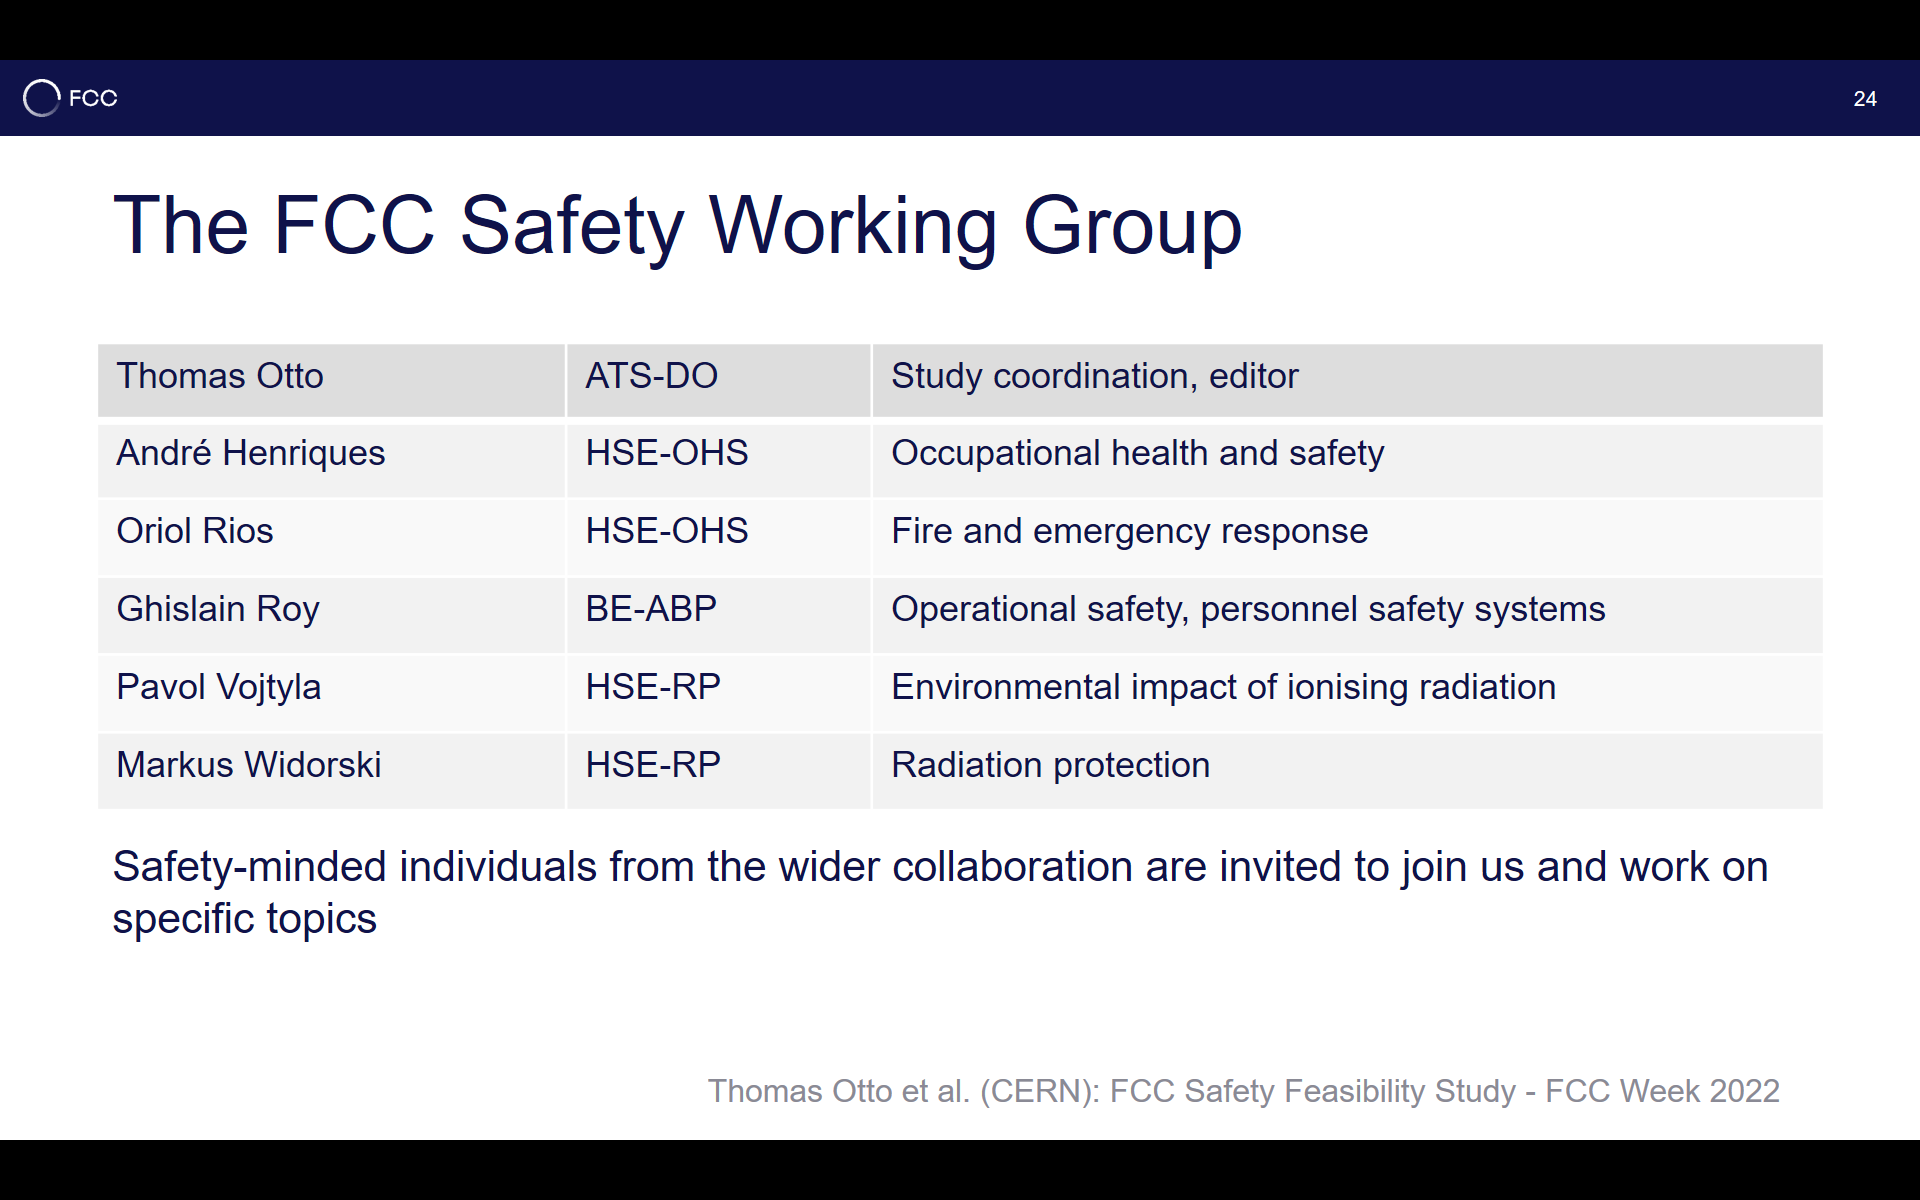 FCC
24
The FCC Safety Working Group
Thomas Otto ATS-DO Study coordination, editor
André Henriques HSE-OHS Occupational health and safety
Oriol Rios HSE-OHS Fire and emergency response
Ghislain Roy BE-ABP Operational safety, personnel safety systems
Pavol Vojtyla HSE-RP Environmental impact of ionising radiation
Markus Widorski HSE-RP Radiation protection
Safety-minded individuals from the wider collaboration are invited to join us and work on
specific topics
Thomas Otto et al. (CERN): FCC Safety Feasibility Study - FCC Week 2022